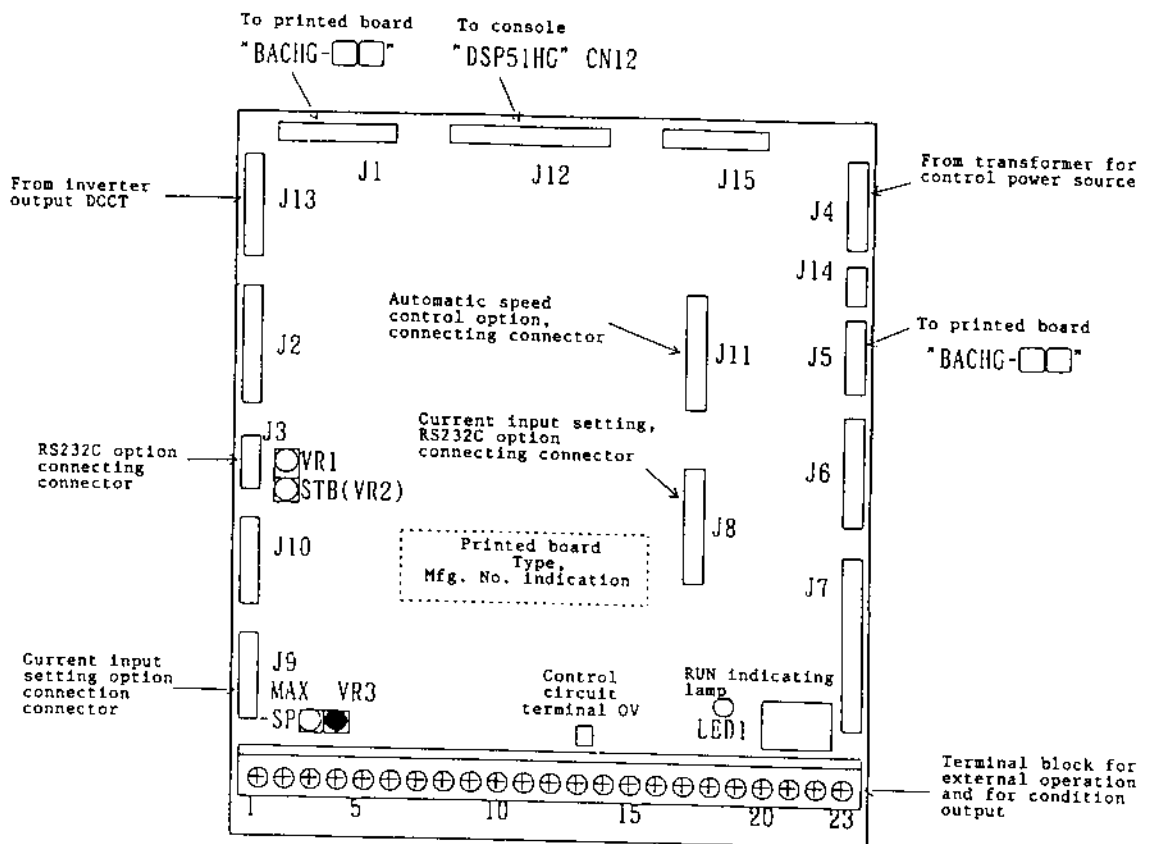 To printed board
"BACHG-□□"
To console
"DSP51HG" CN12
J1
J12
J15
From inverter
output DCCT
J13
From transformer for
control power source
J4
J14
Automatic speed
control option,
connecting connector
J11
J2
To printed board
"BACHG-□□"
J5
Current input setting,
RS232C option
connecting connector
J3
RS232C option
connecting
connector
VR1
STB(VR2)
J6
J8
J10
Printed board
Type,
Mfg. No. indication
J7
Current input
setting option
connection
connector
J9
MAX VR3
SP
Control
circuit
terminal 0V
RUN indicating
lamp
LED1
Terminal block for
external operation
and for condition
output
1 5 10 15 20 23